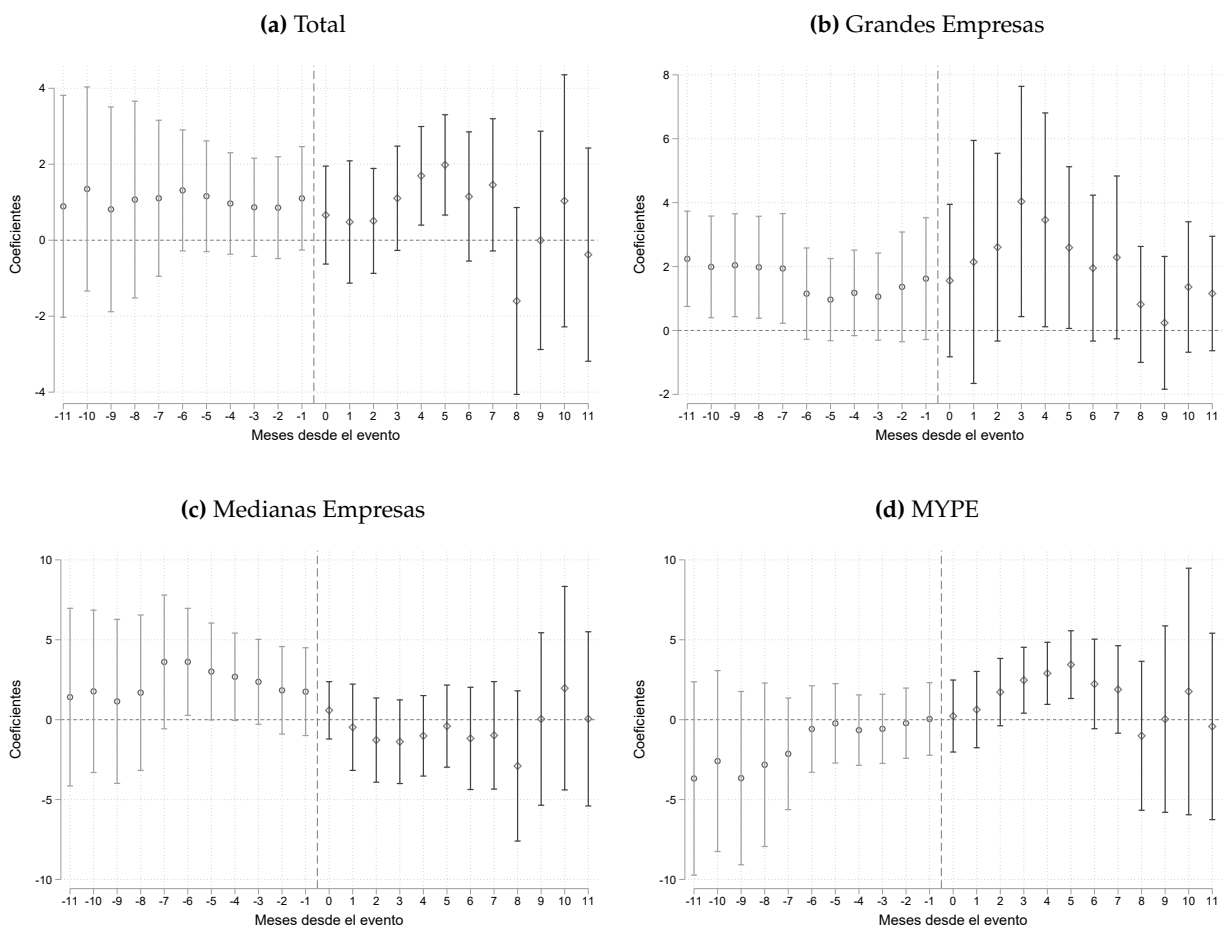 (a) Total
Coeficientes
4
2
0
-2
-4
-11 -10 -9 -8 -7 -6 -5 -4 -3 -2 -1 0 1 2 3 4 5 6 7 8 9 10 11
Meses desde el evento
(b) Grandes Empresas
Coeficientes
8
6
4
2
0
-2
-11 -10 -9 -8 -7 -6 -5 -4 -3 -2 -1 0 1 2 3 4 5 6 7 8 9 10 11
Meses desde el evento
(c) Medianas Empresas
Coeficientes
10
5
0
-5
-10
-11 -10 -9 -8 -7 -6 -5 -4 -3 -2 -1 0 1 2 3 4 5 6 7 8 9 10 11
Meses desde el evento
(d) MYPE
Coeficientes
10
5
0
-5
-10
-11 -10 -9 -8 -7 -6 -5 -4 -3 -2 -1 0 1 2 3 4 5 6 7 8 9 10 11
Meses desde el evento